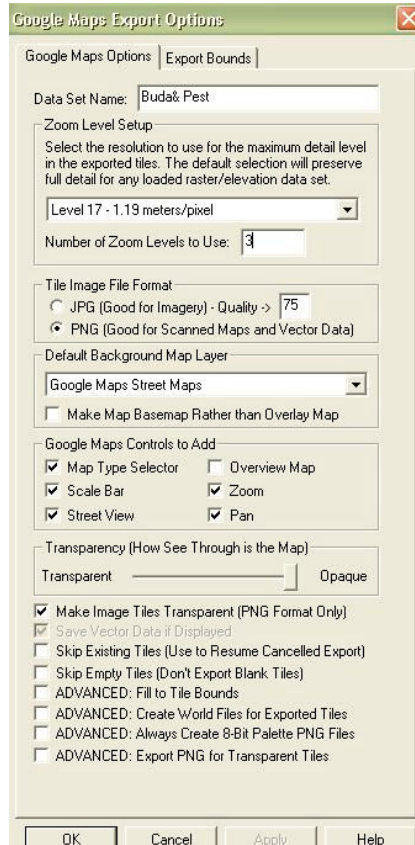 Google Maps Export Options
Google Maps Options Export Bounds
Data Set Name: Buda& Pest
Zoom Level Setup
Select the resolution to use for the maximum detail level
in the exported tiles. The default selection will preserve
full detail for any loaded raster/elevation data set.
Level 17 - 1.19 meters/pixel
Number of Zoom Levels to Use: 3
Tile Image File Format
JPG (Good for Imagery) - Quality -> 75
PNG (Good for Scanned Maps and Vector Data)
Default Background Map Layer
Google Maps Street Maps
Make Map Basemap Rather than Overlay Map
Google Maps Controls to Add
Map Type Selector Overview Map
Scale Bar Zoom
Street View Pan
Transparency (How See Through is the Map)
Transparent Opaque
Make Image Tiles Transparent (PNG Format Only)
Save Vector Data if Displayed
Skip Existing Tiles (Use to Resume Cancelled Export)
Skip Empty Tiles (Don't Export Blank Tiles)
ADVANCED: Fill to Tile Bounds
ADVANCED: Create World Files for Exported Tiles
ADVANCED: Always Create 8-Bit Palette PNG Files
ADVANCED: Export PNG for Transparent Tiles
OK Cancel Apply Help